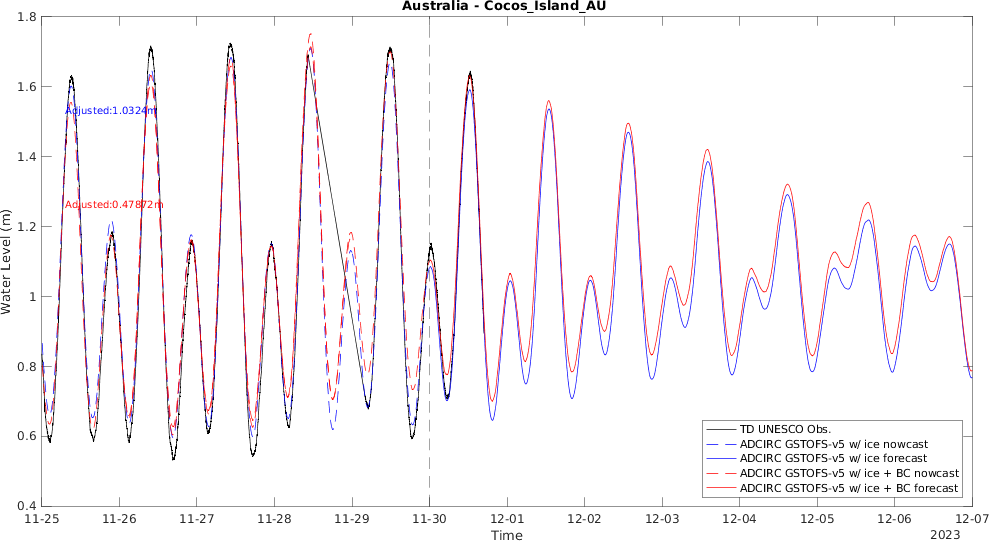 Australia - Cocos_Island_AU
1.8
1.6
1.4
1.2
1
0.8
0.6
0.4
Water Level (m)
Adjusted:1.0324m
Adjusted:0.47872m
TD UNESCO Obs.
ADCIRC GSTOFS-v5 w/ ice nowcast
ADCIRC GSTOFS-v5 w/ ice forecast
ADCIRC GSTOFS-v5 w/ ice + BC nowcast
ADCIRC GSTOFS-v5 w/ ice + BC forecast
11-25 11-26 11-27 11-28 11-29 11-30 12-01 12-02 12-03 12-04 12-05 12-06 12-07
Time
2023